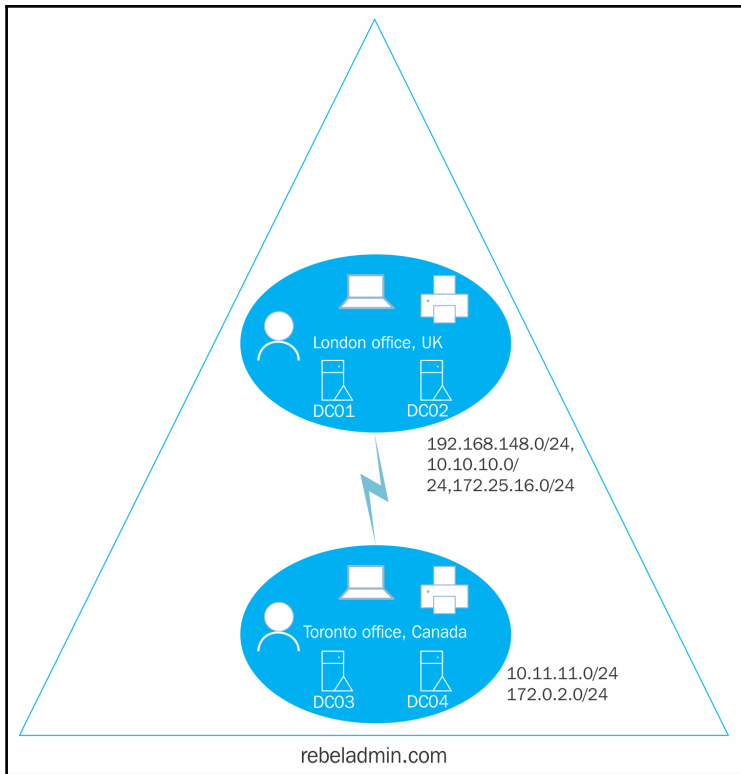 London office, UK
DC01 DC02
192.168.148.0/24,
10.10.10.0/
24,172.25.16.0/24
Toronto office, Canada
DC03 DC04
10.11.11.0/24
172.0.2.0/24
rebeladmin.com